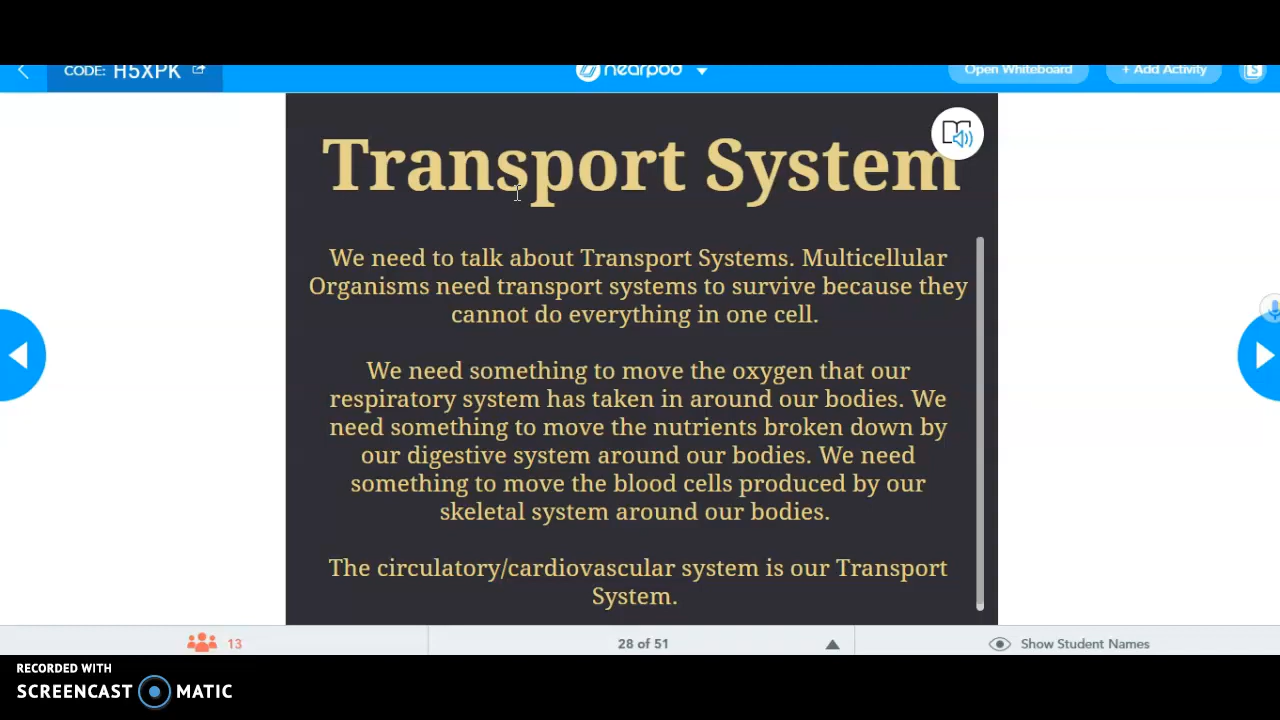 CODE: H5XPK
nearpod
Open Whiteboard
+ Add Activity
S
Transport System
We need to talk about Transport Systems. Multicellular
Organisms need transport systems to survive because they
cannot do everything in one cell.
We need something to move the oxygen that our
respiratory system has taken in around our bodies. We
need something to move the nutrients broken down by
our digestive system around our bodies. We need
something to move the blood cells produced by our
skeletal system around our bodies.
The circulatory/cardiovascular system is our Transport
System.
13
28 of 51
Show Student Names
RECORDED WITH
SCREENCAST MATIC